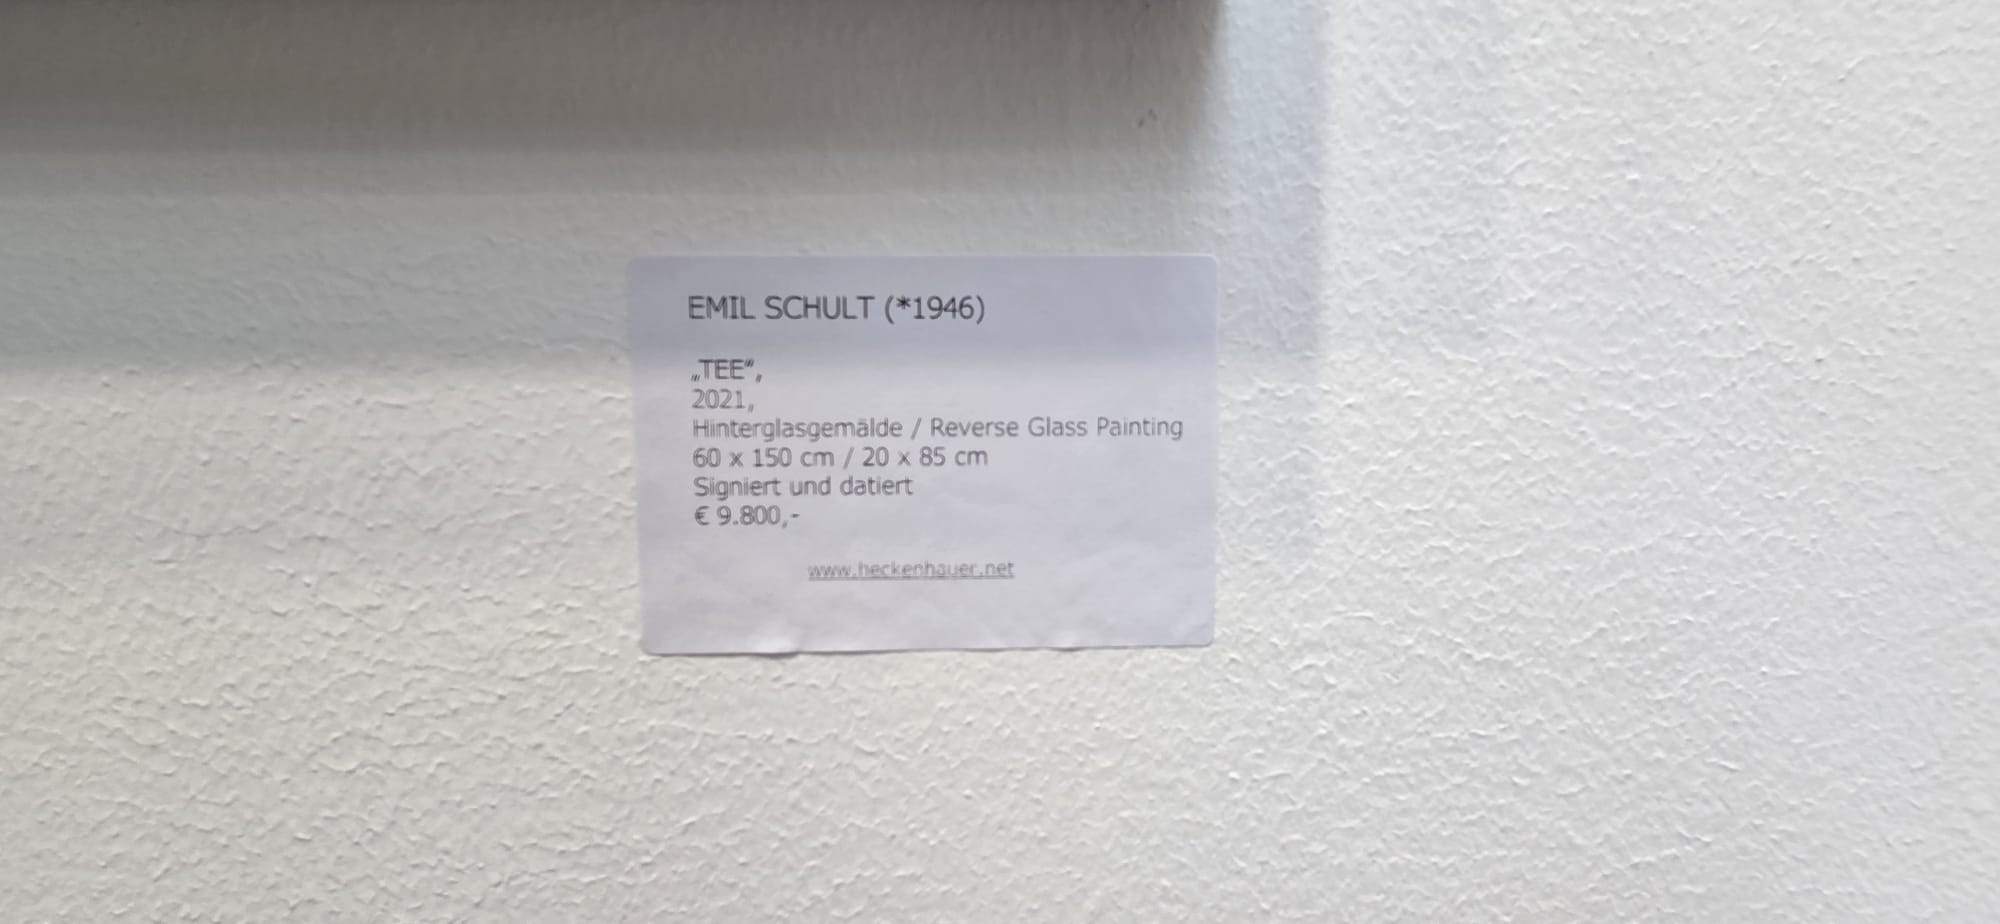 EMIL SCHULT (*1946)
„TEE“,
2021,
Hinterglasgemälde / Reverse Glass Painting
60 x 150 cm / 20 x 85 cm
Signiert und datiert
€ 9.800,-
www.heckenhauer.net